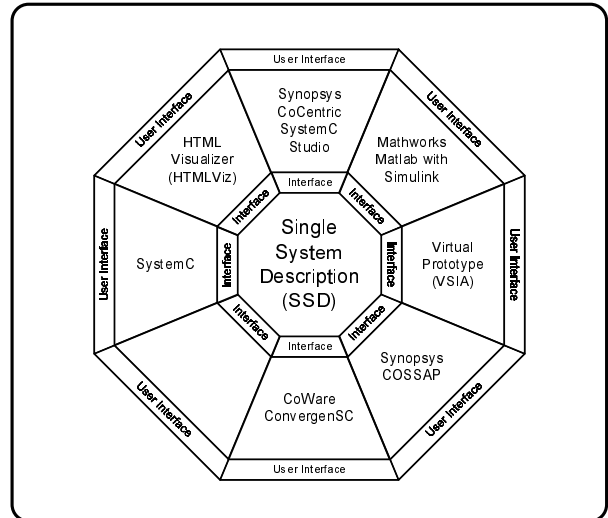 User Interface
Synopsys
CoCentric
SystemC
Studio
User Interface
User Interface
HTML
Visualizer
(HTMLViz)
Mathworks
Matlab with
Simulink
Interface
Interface
Interface
Single
System
Description
(SSD)
User Interface
SystemC
Interface
Interface
Virtual
Prototype
(VSIA)
User Interface
Interface
Interface
Interface
Synopsys
COSSAP
CoWare
ConvergenSC
User Interface
User Interface
User Interface